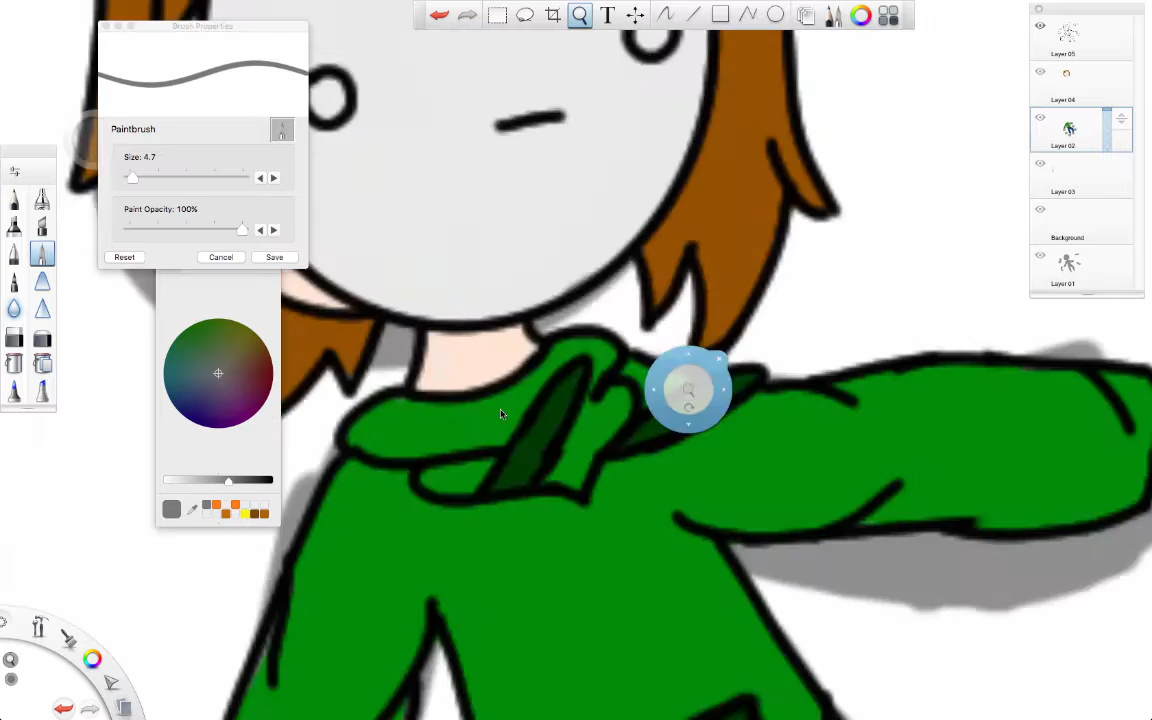 Brush Properties
Paintbrush
Size: 4.7
Paint Opacity: 100%
Reset
Cancel
Save
T
Layer 05
Layer 04
Layer 02
Layer 03
Background
Layer 01